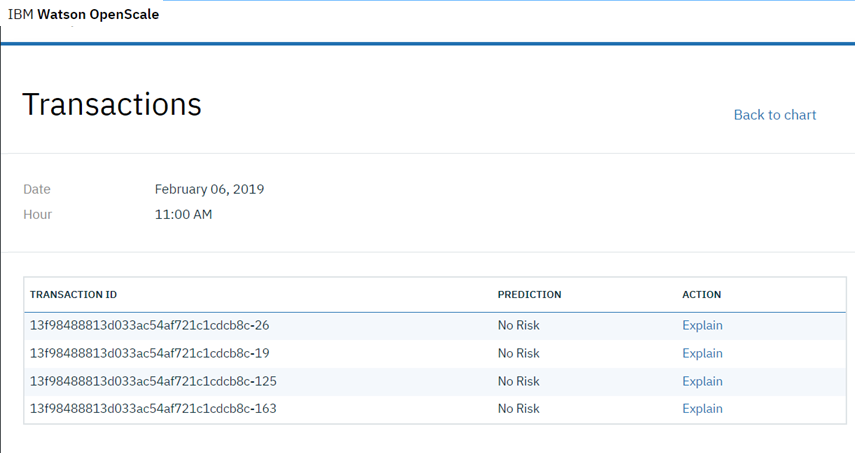 IBM Watson OpenScale
Transactions
Back to chart
Date February 06, 2019
Hour 11:00 AM
TRANSACTION ID PREDICTION ACTION
13f98488813d033ac54af721c1cdcb8c-26 No Risk Explain
13f98488813d033ac54af721c1cdcb8c-19 No Risk Explain
13f98488813d033ac54af721c1cdcb8c-125 No Risk Explain
13f98488813d033ac54af721c1cdcb8c-163 No Risk Explain